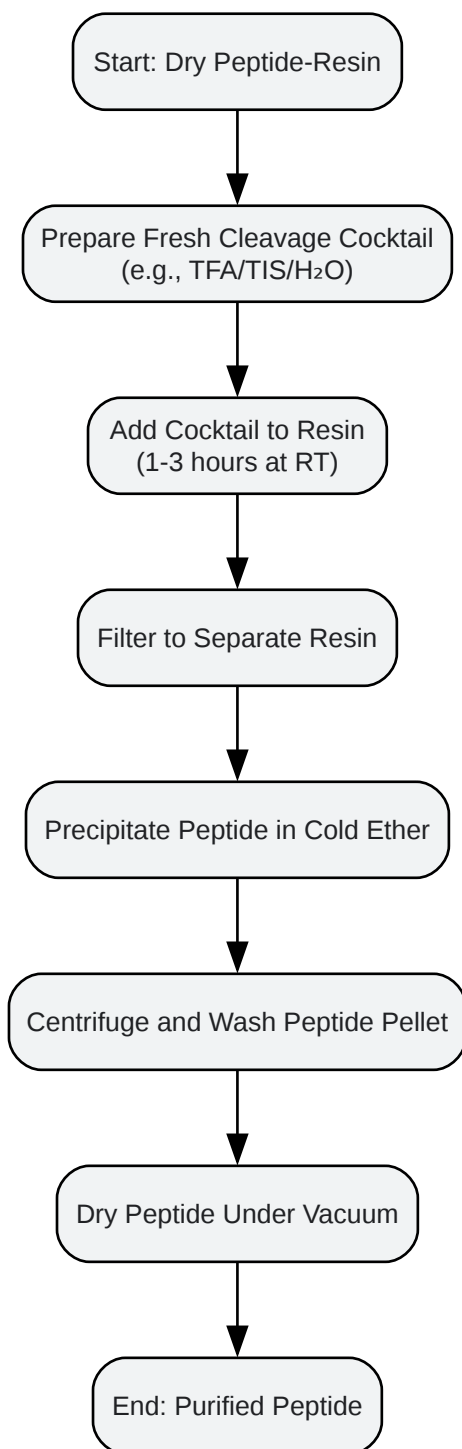 Start: Dry Peptide-Resin
Prepare Fresh Cleavage Cocktail
(e.g., TFA/TIS/H₂O)
Add Cocktail to Resin
(1-3 hours at RT)
Filter to Separate Resin
Precipitate Peptide in Cold Ether
Centrifuge and Wash Peptide Pellet
Dry Peptide Under Vacuum
End: Purified Peptide